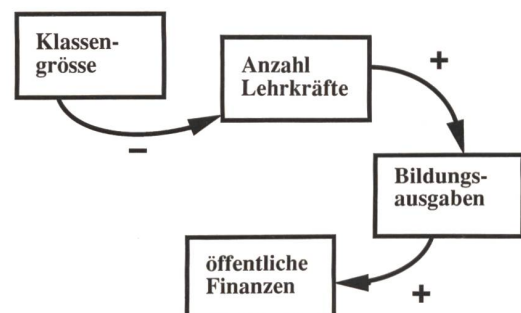 Klassen-
grösse
Anzahl
Lehrkräfte
+
−
Bildungs-
ausgaben
öffentliche
Finanzen
+